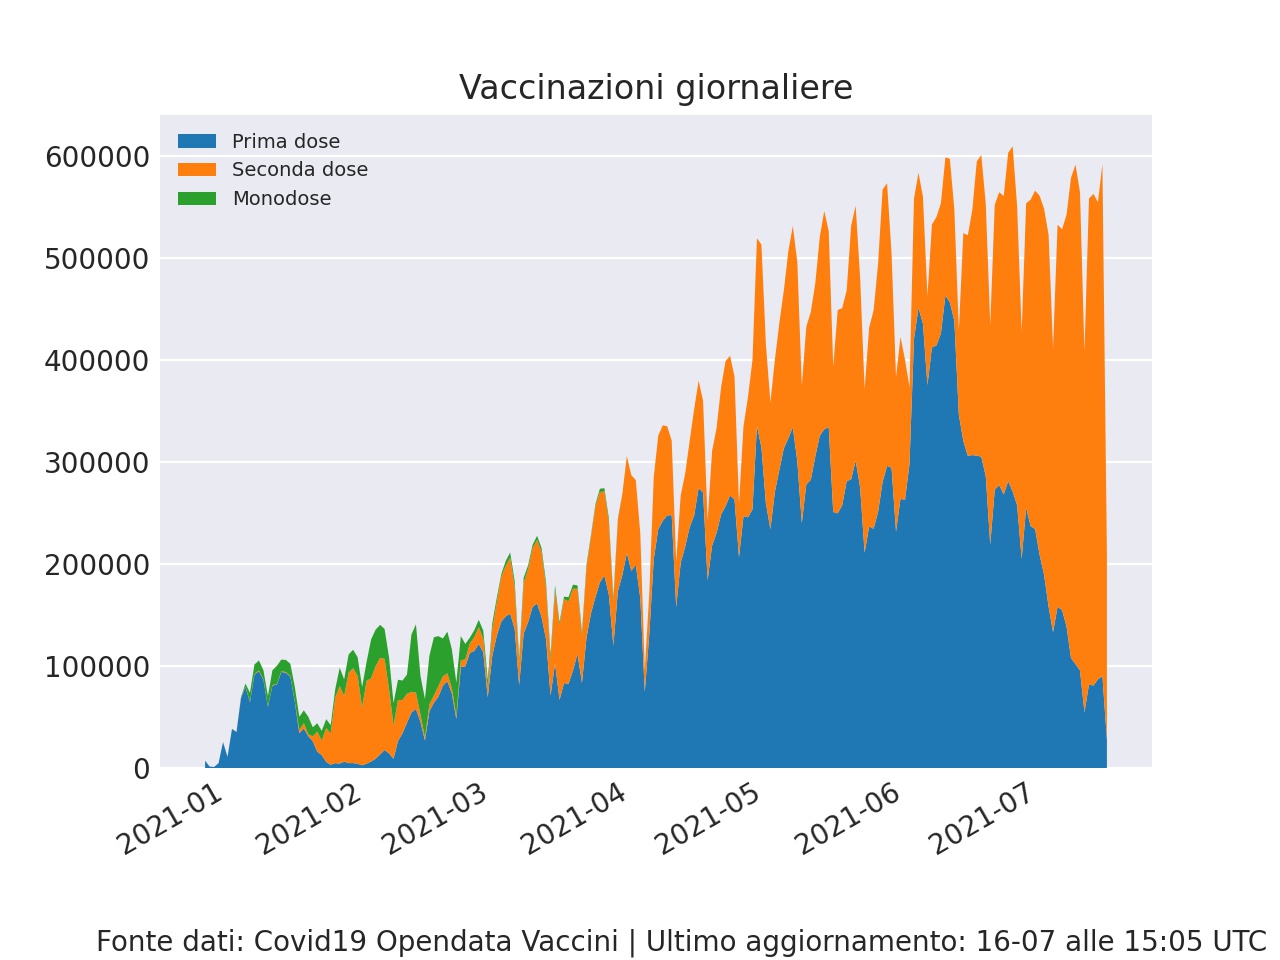 Vaccinazioni giornaliere
Prima dose
Seconda dose
Monodose
600000
500000
400000
300000
200000
100000
0
2021-01
2021-02
2021-03
2021-04
2021-05
2021-06
2021-07
Fonte dati: Covid19 Opendata Vaccini | Ultimo aggiornamento: 16-07 alle 15:05 UTC